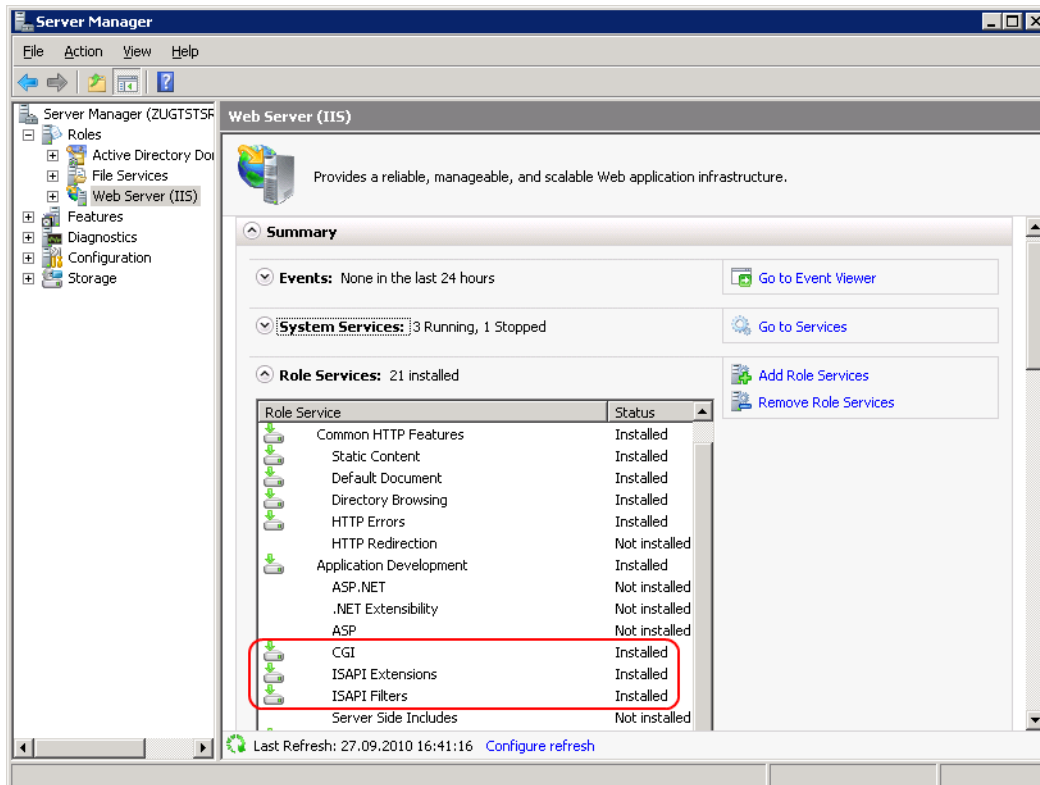 Server Manager
File Action View Help
Server Manager (ZUGTSTSR
Roles
Active Directory Do
File Services
Web Server (IIS)
Features
Diagnostics
Configuration
Storage
Web Server (IIS)
Provides a reliable, manageable, and scalable Web application infrastructure.
Summary
Events: None in the last 24 hours
Go to Event Viewer
System Services: 3 Running, 1 Stopped
Go to Services
Role Services: 21 installed
Add Role Services
Remove Role Services
Role Service Status
Common HTTP Features Installed
Static Content Installed
Default Document Installed
Directory Browsing Installed
HTTP Errors Installed
HTTP Redirection Not installed
Application Development Installed
ASP.NET Not installed
.NET Extensibility Not installed
ASP Not installed
CGI Installed
ISAPI Extensions Installed
ISAPI Filters Installed
Server Side Includes Not installed
Last Refresh: 27.09.2010 16:41:16 Configure refresh